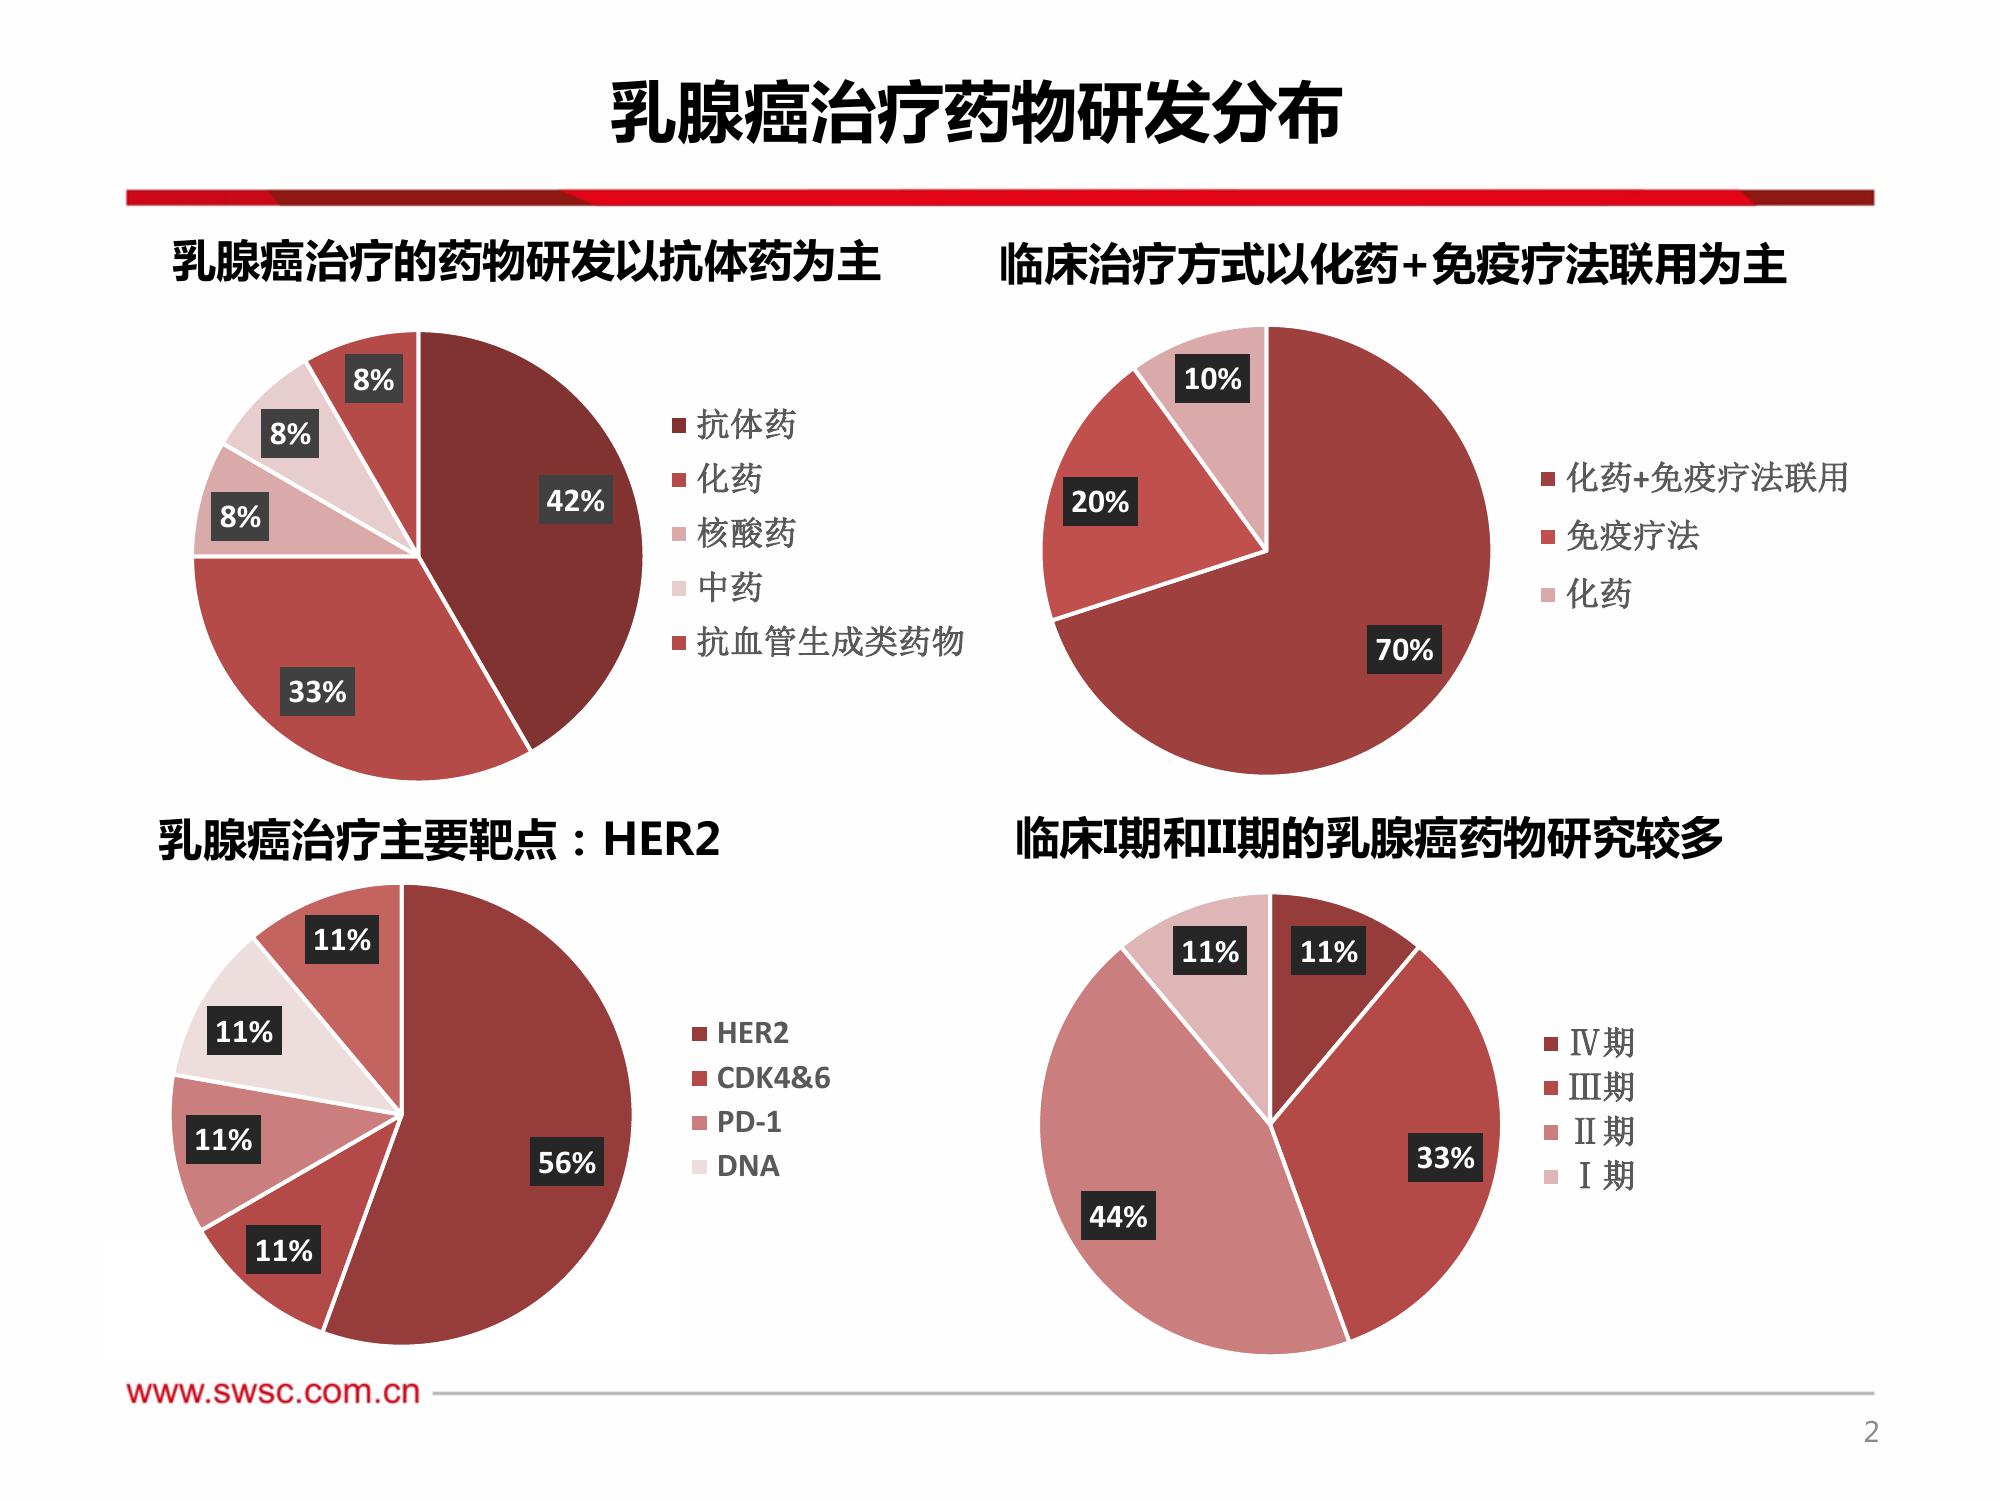 乳腺癌治疗药物研发分布
乳腺癌治疗的药物研发以抗体药为主
8%
8%
8%
42%
33%
抗体药
化药
核酸药
中药
抗血管生成类药物
临床治疗方式以化药+免疫疗法联用为主
10%
20%
70%
化药+免疫疗法联用
免疫疗法
化药
乳腺癌治疗主要靶点：HER2
11%
11%
11%
11%
56%
HER2
CDK4&6
PD-1
DNA
临床I期和II期的乳腺癌药物研究较多
11%
11%
33%
44%
Ⅳ期
Ⅲ期
Ⅱ期
Ⅰ期
www.swsc.com.cn
2